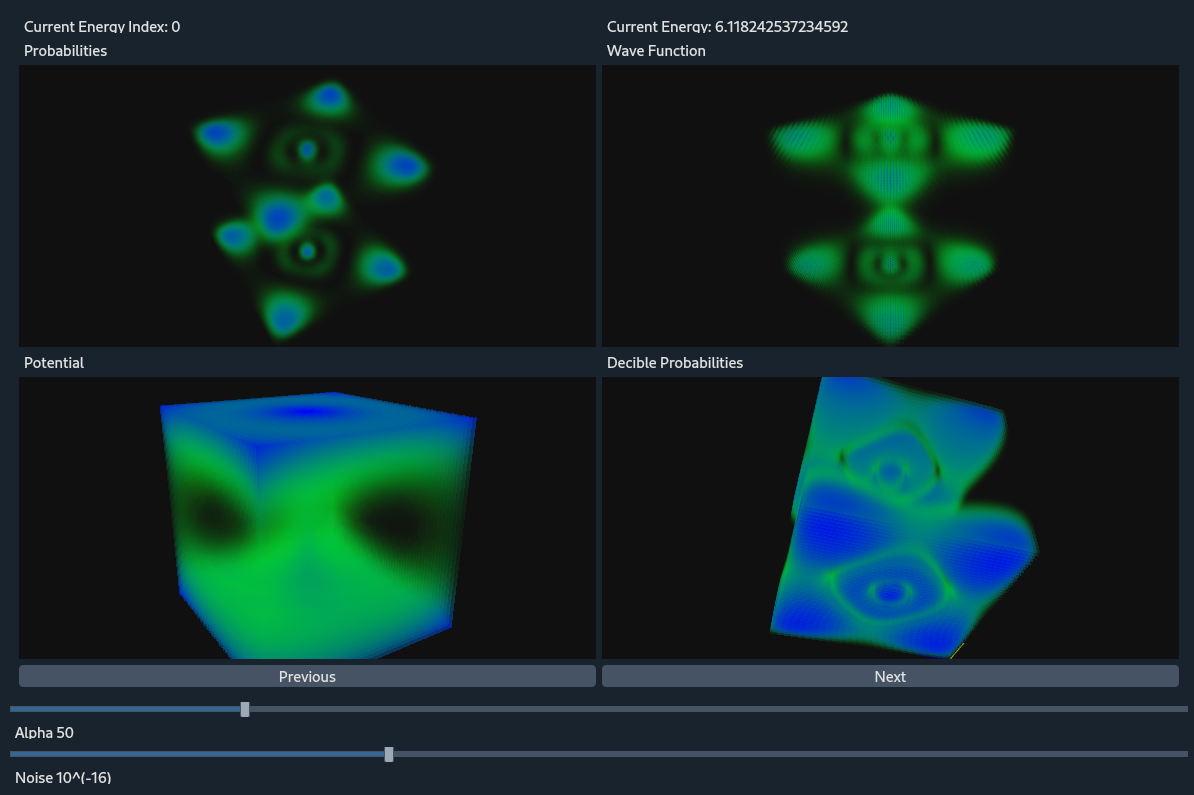 Current Energy Index: 0
Current Energy: 6.118242537234592
Probabilities
Wave Function
Potential
Decible Probabilities
Previous
Next
Alpha 50
Noise 10^(-16)